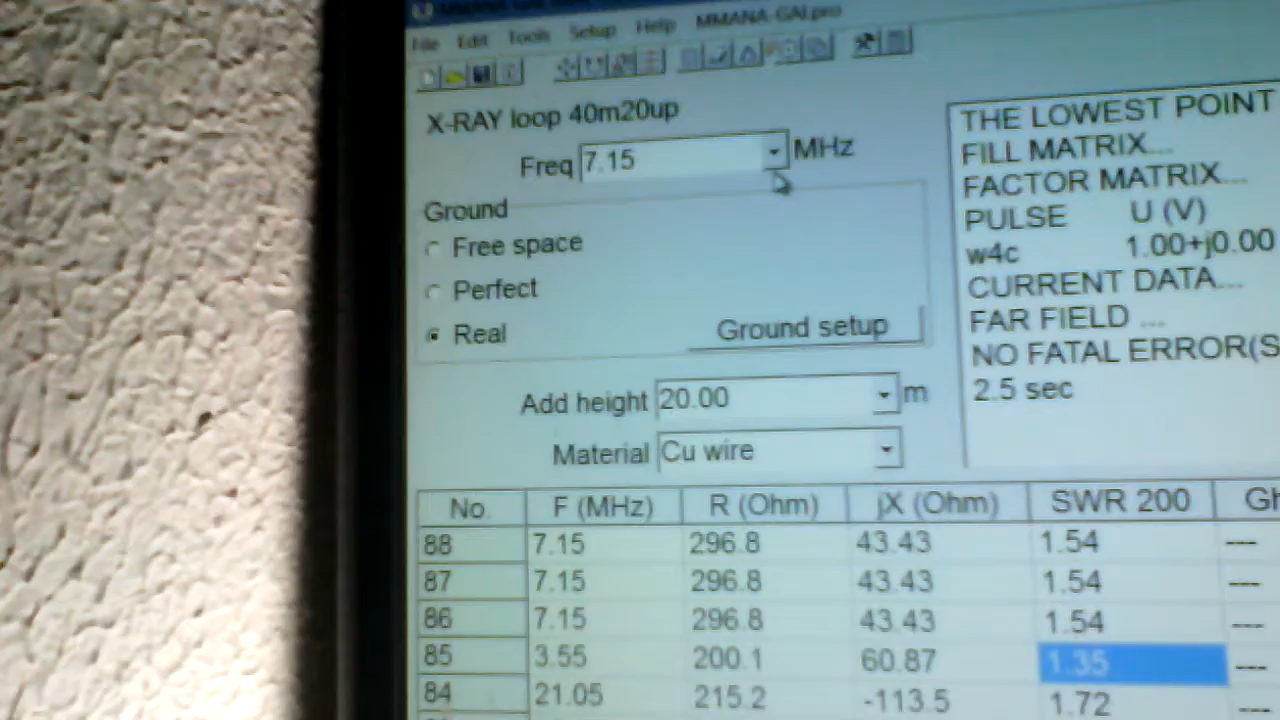 File Edit Tools Setup Help MMANA-GAL.pro
X-RAY loop 40m20up
Freq 7.15 MHz
Ground
Free space
Perfect
Real
Ground setup
Add height 20.00 m
Material Cu wire
THE LOWEST POINT
FILL MATRIX...
FACTOR MATRIX...
PULSE U (V)
w4c 1.00+j0.00
CURRENT DATA...
FAR FIELD ...
NO FATAL ERROR(S
2.5 sec
No. F (MHz) R (Ohm) jX (Ohm) SWR 200 Gh
88 7.15 296.8 43.43 1.54 ---
87 7.15 296.8 43.43 1.54 ---
86 7.15 296.8 43.43 1.54 ---
85 3.55 200.1 60.87 1.35 ---
84 21.05 215.2 -113.5 1.72 ---